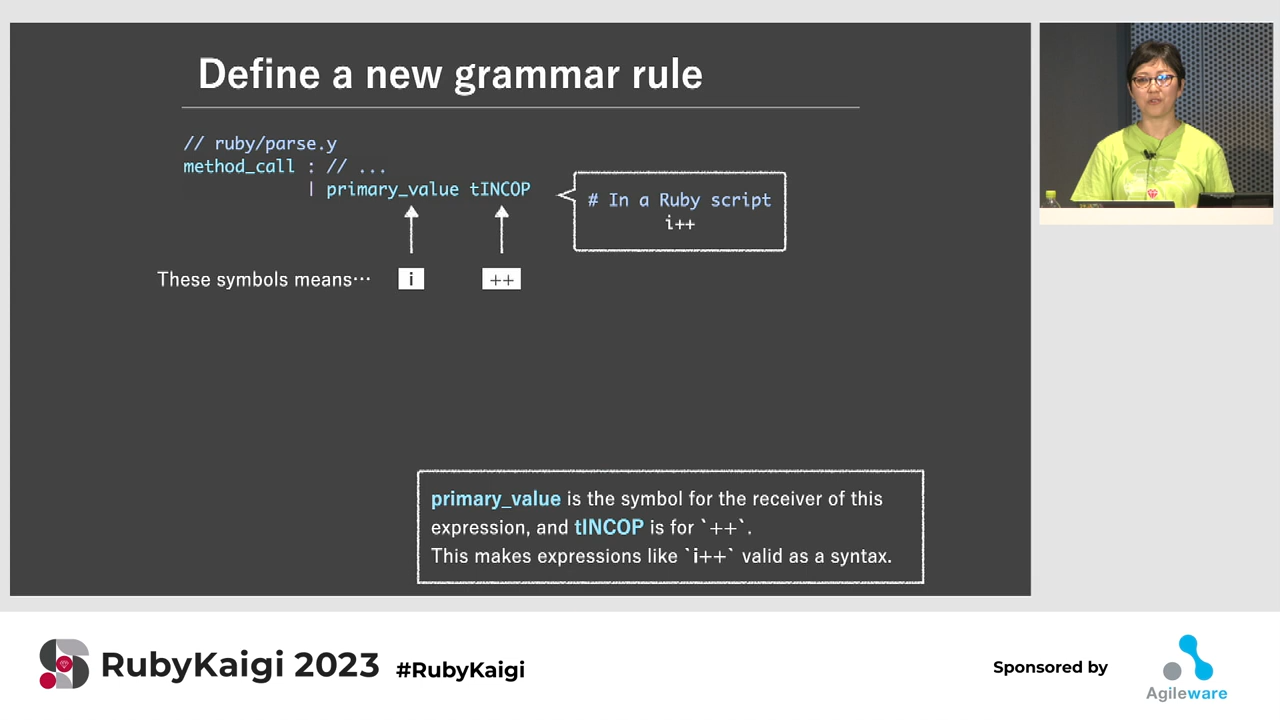 Define a new grammar rule
// ruby/parse.y
method_call : // ...
| primary_value tINCOP
# In a Ruby script
i++
These symbols means… i ++
primary_value is the symbol for the receiver of this
expression, and tINCOP is for `++`.
This makes expressions like `i++` valid as a syntax.
RubyKaigi 2023 #RubyKaigi
Sponsored by
Agileware